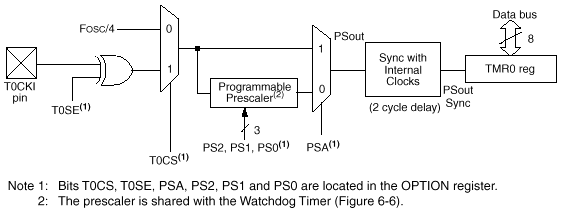 Data bus
FOSC/4
0
8
PSout
1
1
Sync with
Internal
Clocks
TMR0 reg
T0CKI
pin
Programmable
Prescaler(2)
0
PSout
Sync
(2 cycle delay)
T0SE(1)
3
PS2, PS1, PS0(1)
PSA(1)
T0CS(1)
Note 1: Bits T0CS, T0SE, PSA, PS2, PS1 and PS0 are located in the OPTION register.
2: The prescaler is shared with the Watchdog Timer (Figure 6-6).